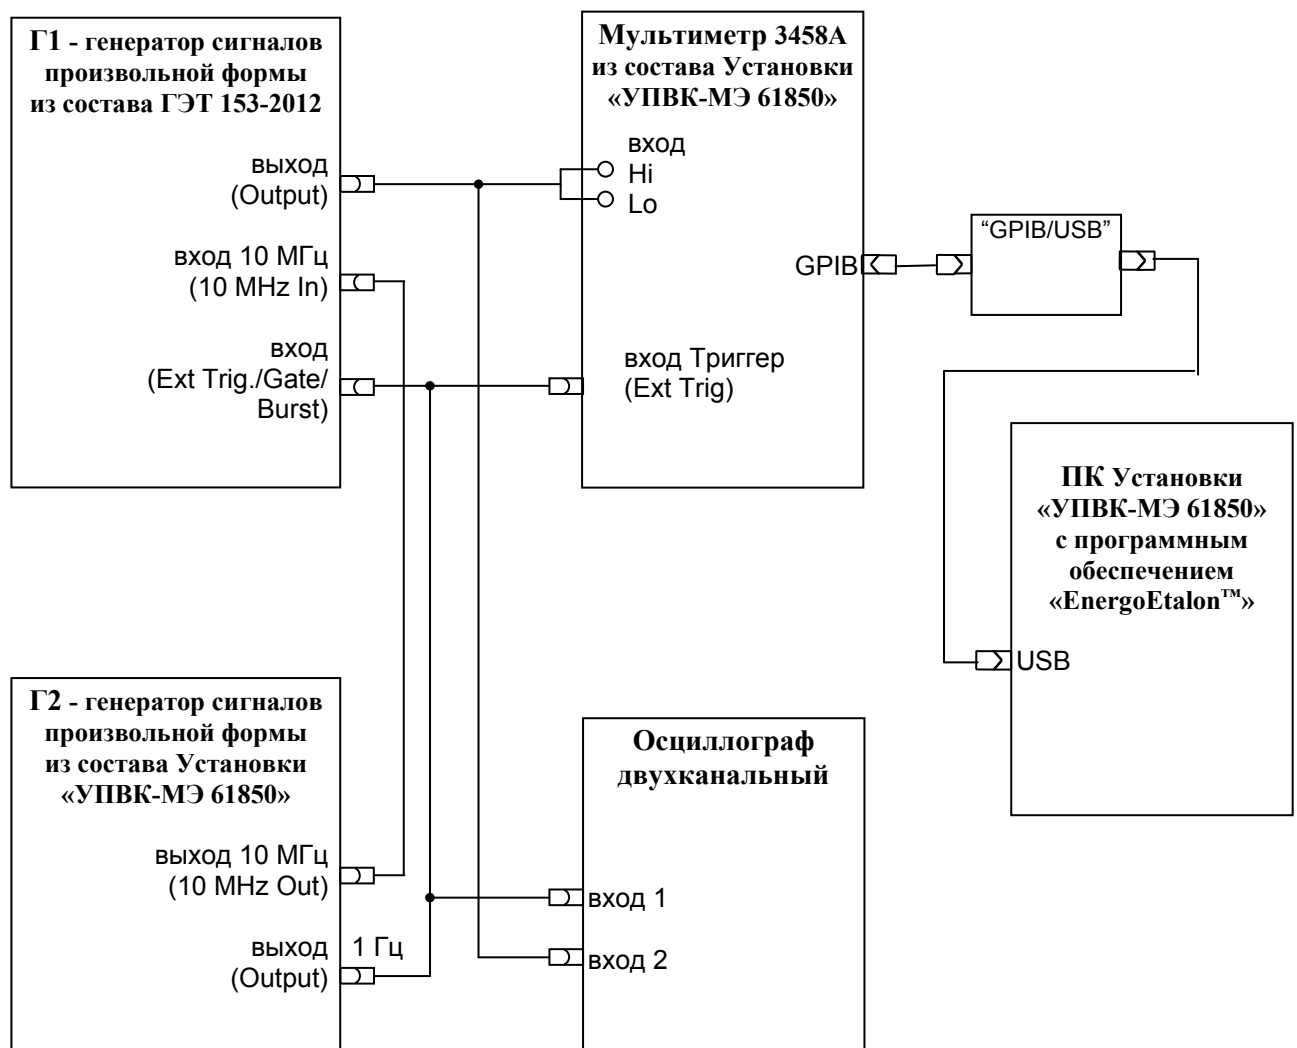 Г1 - генератор сигналов
произвольной формы
из состава ГЭТ 153-2012
выход
(Output)
вход 10 МГц
(10 MHz In)
вход
(Ext Trig./Gate/
Burst)
Мультиметр 3458А
из состава Установки
«УПВК-МЭ 61850»
вход
Hi
Lo
GPIB
вход Триггер
(Ext Trig)
“GPIB/USB”
ПК Установки
«УПВК-МЭ 61850»
с программным
обеспечением
«EnergoEtalon™»
USB
Г2 - генератор сигналов
произвольной формы
из состава Установки
«УПВК-МЭ 61850»
выход 10 МГц
(10 MHz Out)
выход
(Output)
1 Гц
Осциллограф
двухканальный
вход 1
вход 2